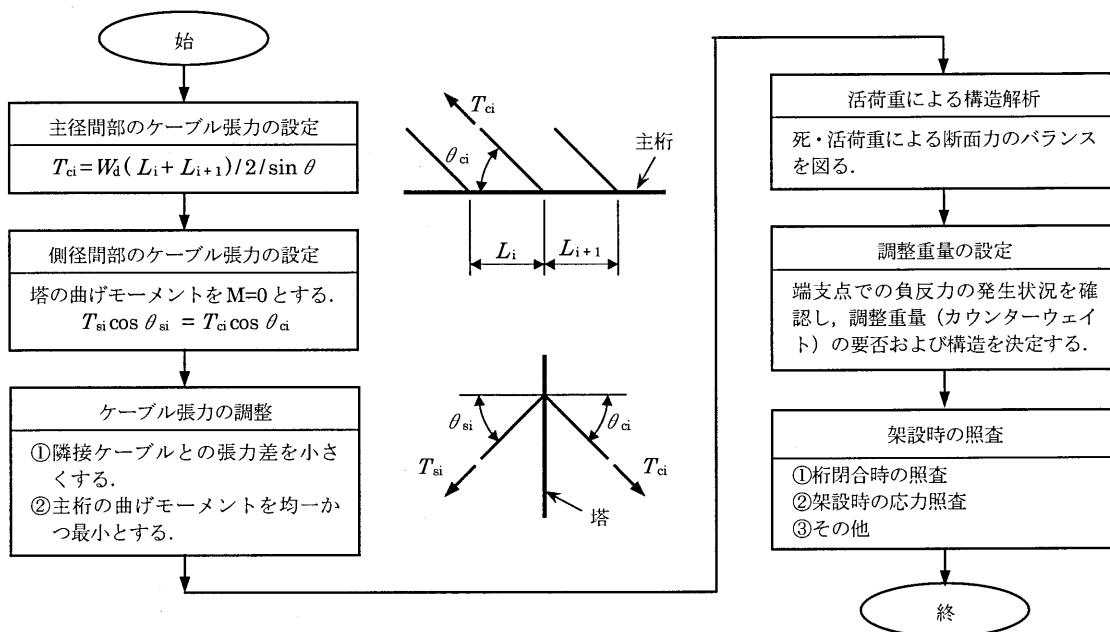 始
主径間部のケーブル張力の設定
Tci=Wd(Li+Li+1)/2/sin θ
側径間部のケーブル張力の設定
塔の曲げモーメントをM=0とする.
Tsi cos θsi = Tci cos θci
ケーブル張力の調整
①隣接ケーブルとの張力差を小さ
くする.
②主桁の曲げモーメントを均一か
つ最小とする.
Tci
θci
主桁
Li
Li+1
θsi
θci
Tsi
Tci
塔
活荷重による構造解析
死・活荷重による断面力のバランス
を図る.
調整重量の設定
端支点での負反力の発生状況を確
認し,調整重量(カウンターウェイ
ト)の要否および構造を決定する.
架設時の照査
①桁閉合時の照査
②架設時の応力照査
③その他
終